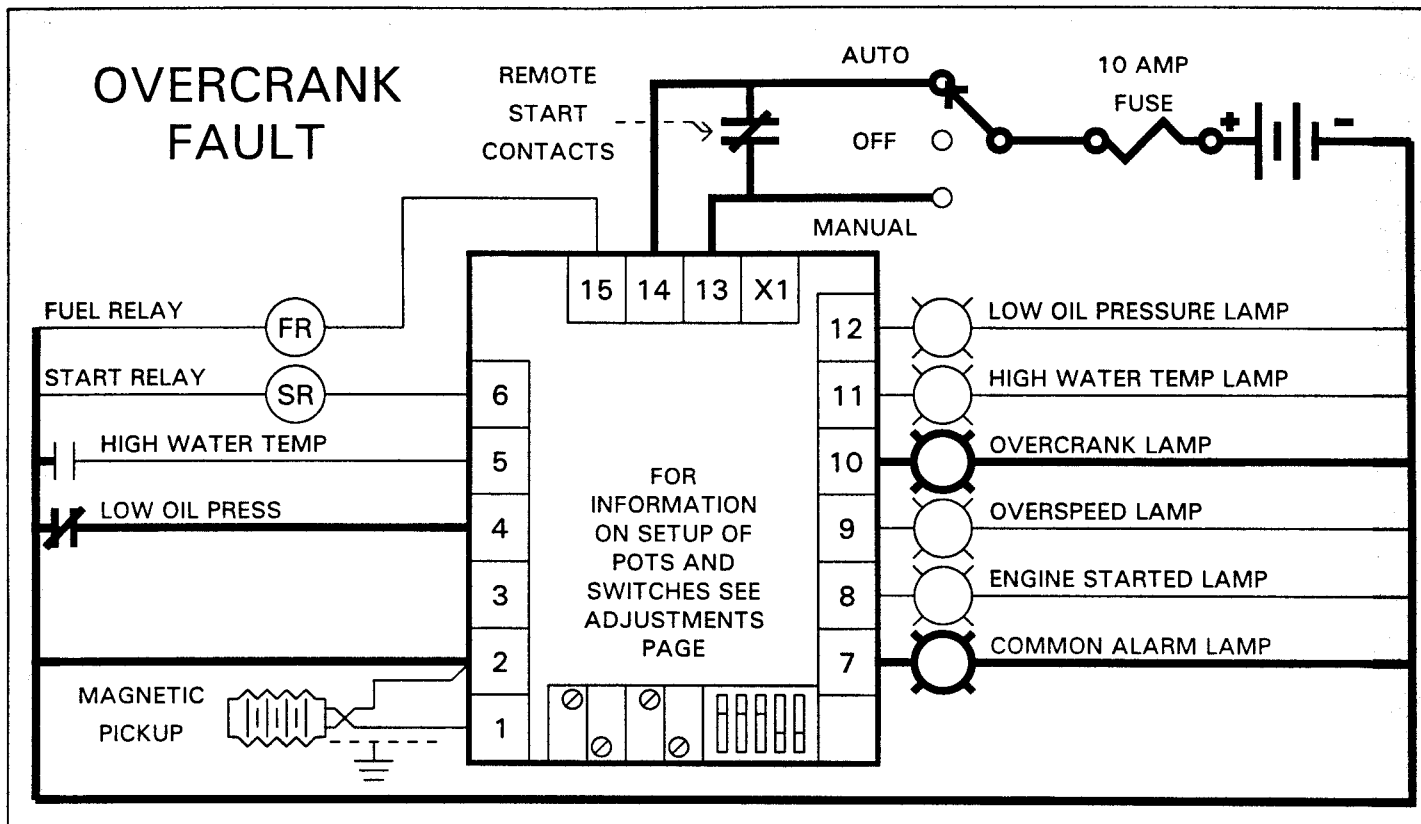 OVERCRANK
FAULT
REMOTE
START
CONTACTS
AUTO
OFF
MANUAL
10 AMP
FUSE
+
-
15
14
13
X1
FUEL RELAY
FR
START RELAY
SR
HIGH WATER TEMP
LOW OIL PRESS
MAGNETIC
PICKUP
6
5
4
3
2
1
FOR
INFORMATION
ON SETUP OF
POTS AND
SWITCHES SEE
ADJUSTMENTS
PAGE
12
11
10
9
8
7
LOW OIL PRESSURE LAMP
HIGH WATER TEMP LAMP
OVERCRANK LAMP
OVERSPEED LAMP
ENGINE STARTED LAMP
COMMON ALARM LAMP